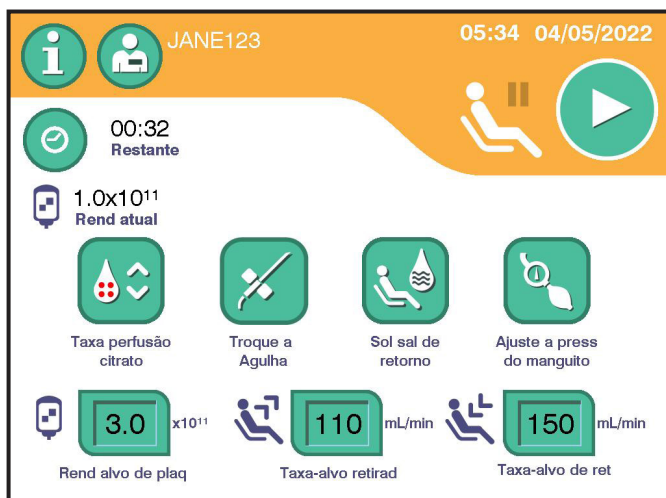 JANE123
05:34 04/05/2022
00:32
Restante
1.0x10¹¹
Rend atual
Taxa perfusão
citrato
Troque a
Agulha
Sol sal de
retorno
Ajuste a press
do manguito
3.0 x10¹¹
Rend alvo de plaq
110 mL/min
Taxa-alvo retirad
150 mL/min
Taxa-alvo de ret